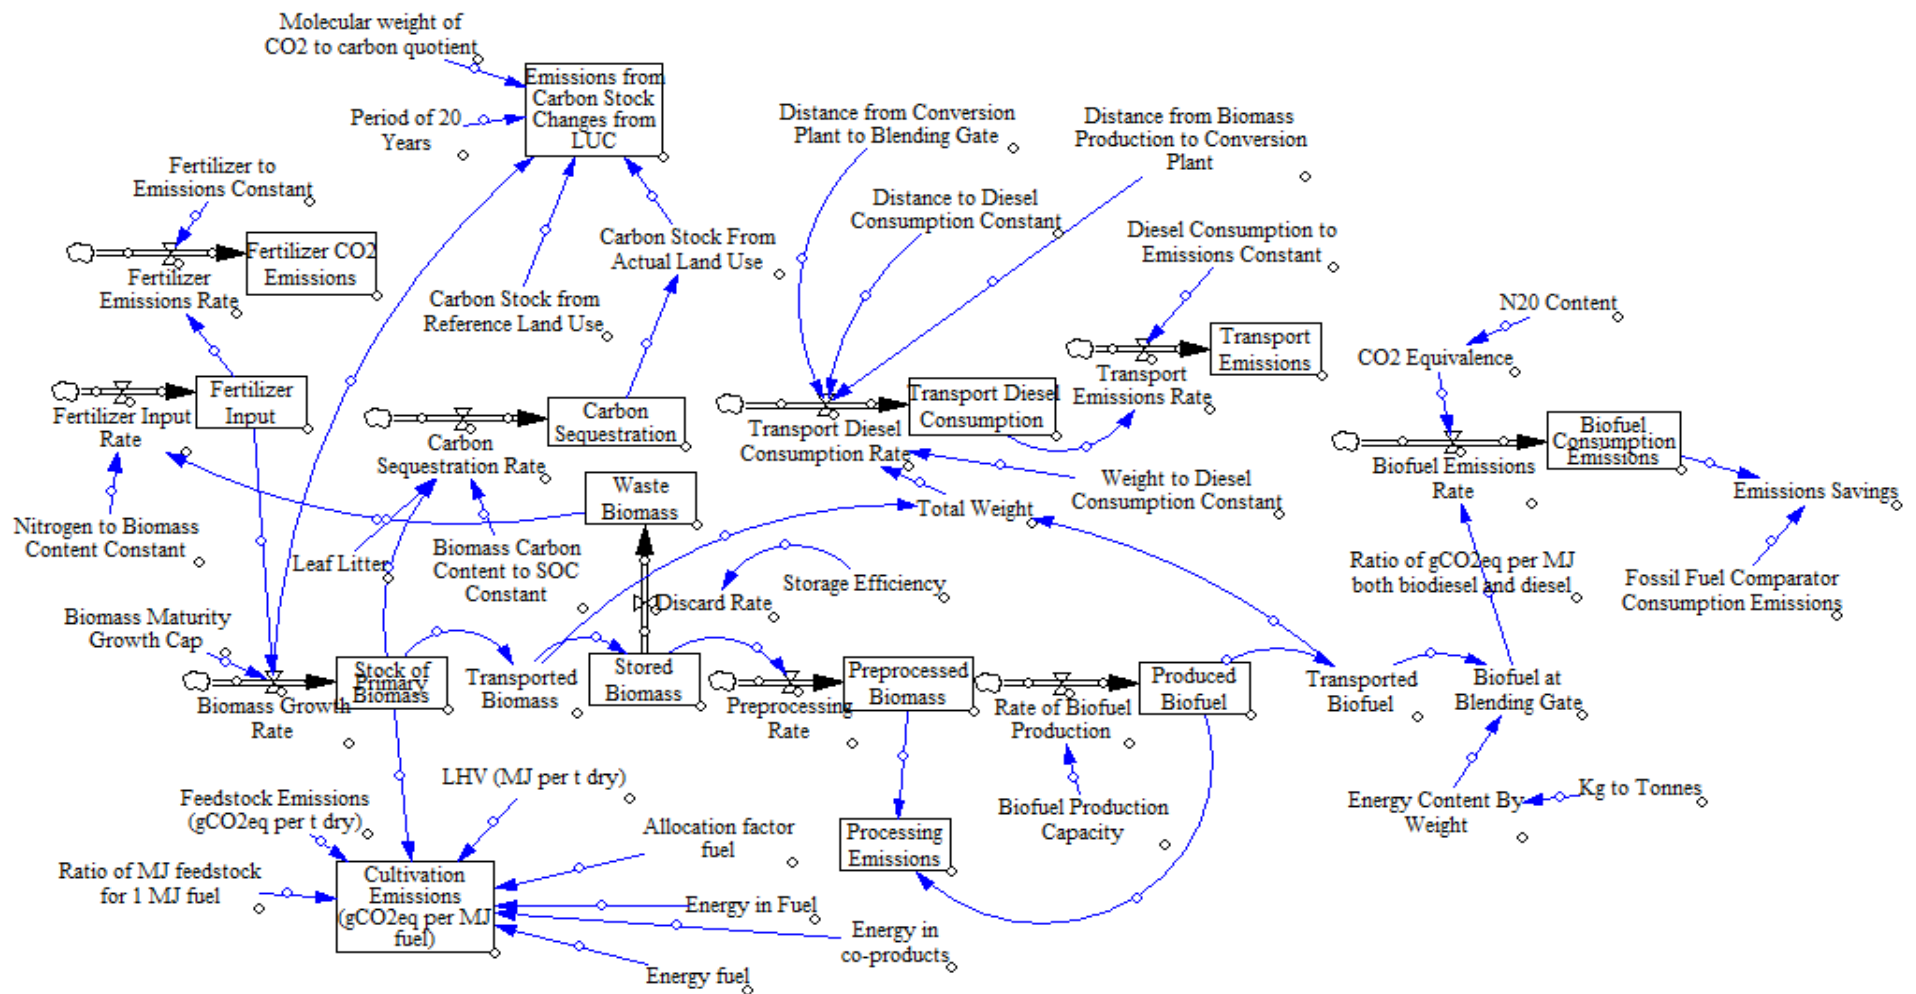 Molecular weight of
CO2 to carbon quotient
Emissions from
Carbon Stock
Changes from
LUC
Period of 20
Years
Distance from Conversion
Plant to Blending Gate
Distance from Biomass
Production to Conversion
Plant
Fertilizer to
Emissions Constant
Distance to Diesel
Consumption Constant
Fertilizer CO2
Emissions
Fertilizer
Emissions Rate
Carbon Stock From
Actual Land Use
Diesel Consumption to
Emissions Constant
Carbon Stock from
Reference Land Use
N20 Content
Transport
Emissions
Transport
Emissions Rate
CO2 Equivalence
Fertilizer
Input
Fertilizer Input
Rate
Carbon
Sequestration
Carbon
Sequestration Rate
Transport Diesel
Consumption
Transport Diesel
Consumption Rate
Biofuel
Consumption
Emissions
Biofuel Emissions
Rate
Waste
Biomass
Weight to Diesel
Consumption Constant
Total Weight
Emissions Savings
Nitrogen to Biomass
Content Constant
Leaf Litter
Biomass Carbon
Content to SOC
Constant
Storage Efficiency
Discard Rate
Ratio of gCO2eq per MJ
both biodiesel and diesel
Fossil Fuel Comparator
Consumption Emissions
Biomass Maturity
Growth Cap
Stock of
Primary
Biomass
Biomass Growth
Rate
Transported
Biomass
Stored
Biomass
Preprocessing
Rate
Preprocessed
Biomass
Rate of Biofuel
Production
Produced
Biofuel
Transported
Biofuel
Biofuel at
Blending Gate
LHV (MJ per t dry)
Feedstock Emissions
(gCO2eq per t dry)
Allocation factor
fuel
Processing
Emissions
Biofuel Production
Capacity
Energy Content By
Weight
Kg to Tonnes
Ratio of MJ feedstock
for 1 MJ fuel
Cultivation
Emissions
(gCO2eq per MJ
fuel)
Energy in Fuel
Energy in
co-products
Energy fuel